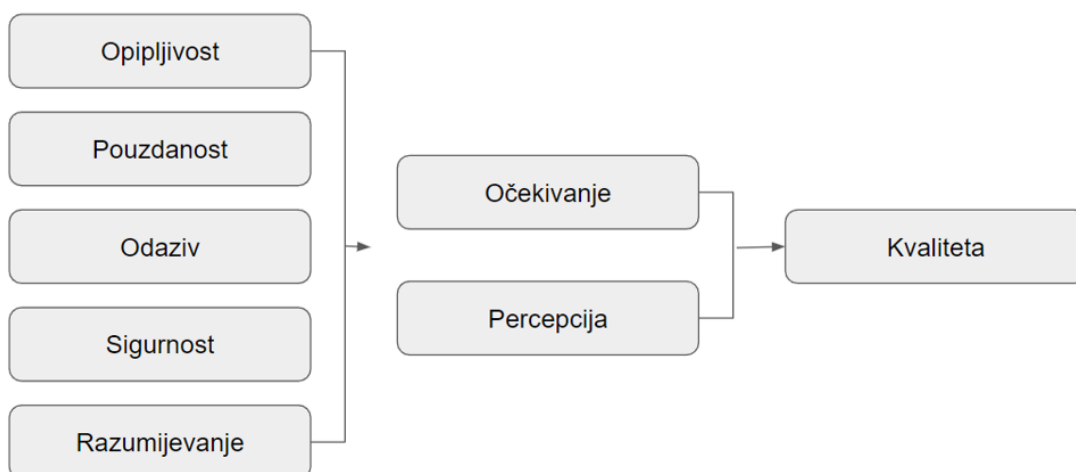 Opipljivost
Pouzdanost
Odaziv
Sigurnost
Razumijevanje
Očekivanje
Percepcija
Kvaliteta